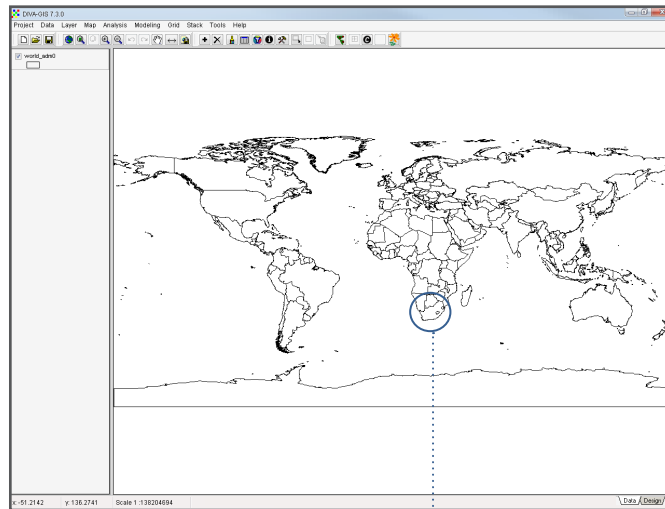 DIVA-GIS 7.3.0
Project Data Layer Map Analysis Modeling Grid Stack Tools Help
world_adm0
x: -51.2142 y: 136.2741 Scale 1 :138204694 Data Design